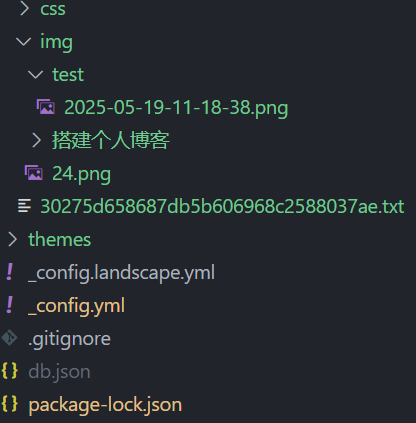 css
img
test
2025-05-19-11-18-38.png
搭建个人博客
24.png
30275d658687db5b606968c2588037ae.txt
themes
_config.landscape.yml
_config.yml
.gitignore
db.json
package-lock.json